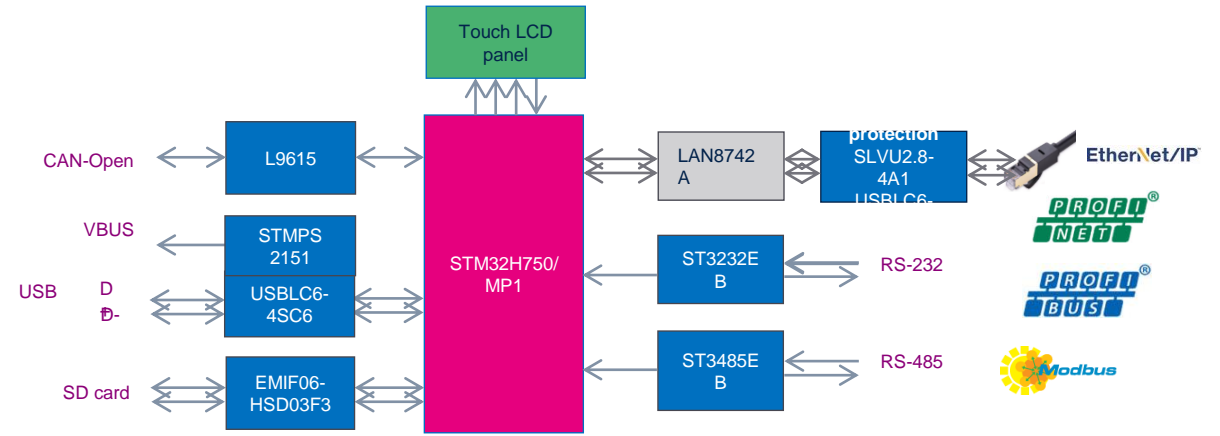 Touch LCD
panel
CAN-Open
L9615
VBUS
STMPS
2151
USB
D
D-
USBLC6-
4SC6
SD card
EMIF06-
HSD03F3
STM32H750/
MP1
LAN8742
A
protection
SLVU2.8-
4A1
USBLC6-
EtherNet/IP™
PROFI®
NET
ST3232E
B
RS-232
PROFI®
BUS
ST3485E
B
RS-485
Modbus